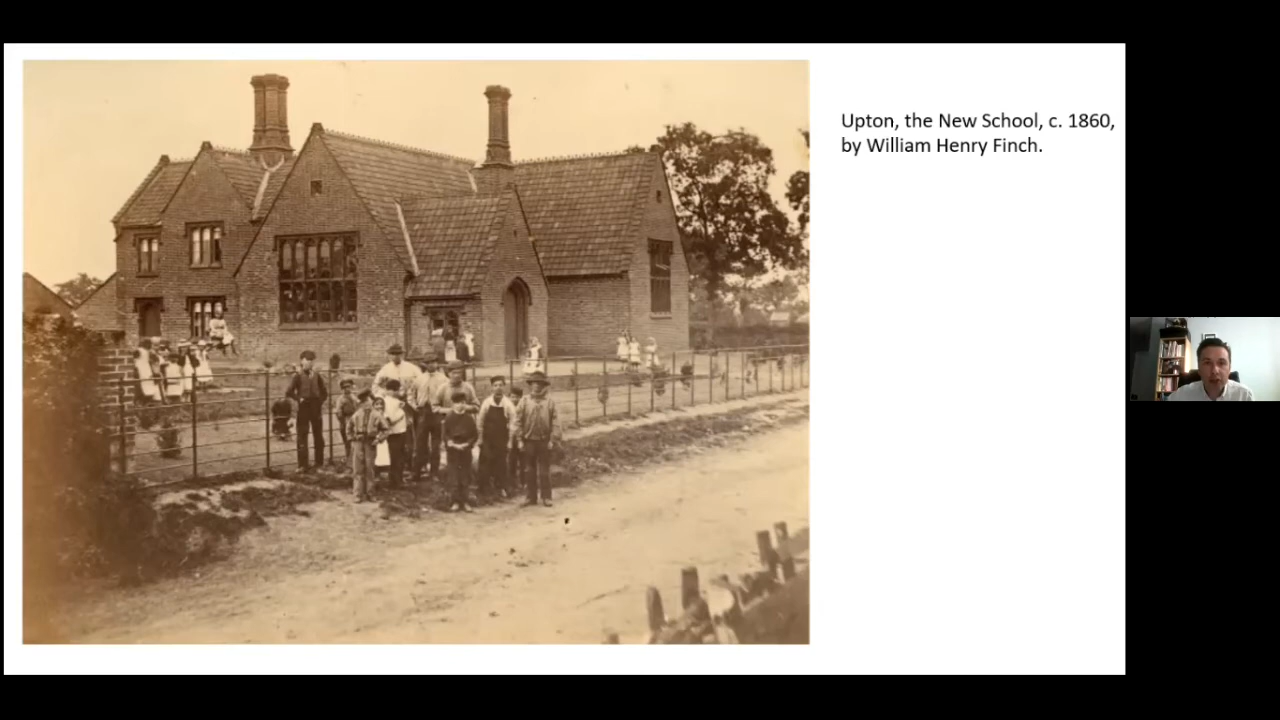 Upton, the New School, c. 1860,
by William Henry Finch.